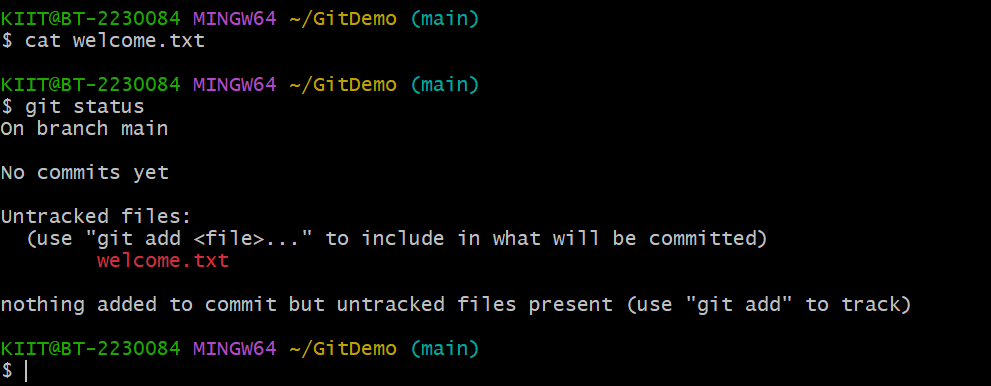 KIIT@BT-2230084 MINGW64 ~/GitDemo (main)
$ cat welcome.txt
KIIT@BT-2230084 MINGW64 ~/GitDemo (main)
$ git status
On branch main
No commits yet
Untracked files:
  (use "git add <file>..." to include in what will be committed)
        welcome.txt
nothing added to commit but untracked files present (use "git add" to track)
KIIT@BT-2230084 MINGW64 ~/GitDemo (main)
$